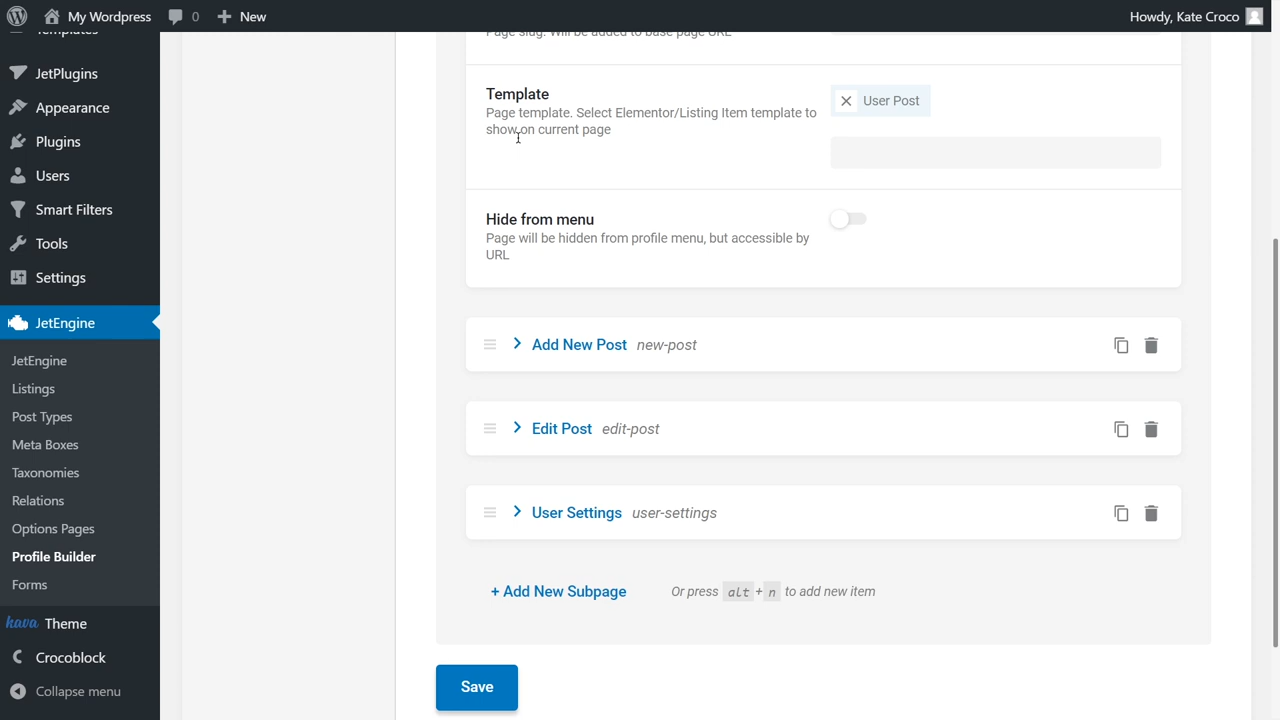 My WordPress
0
New
Howdy, Kate Croco
Templates
JetPlugins
Appearance
Plugins
Users
Smart Filters
Tools
Settings
JetEngine
JetEngine
Listings
Post Types
Meta Boxes
Taxonomies
Relations
Options Pages
Profile Builder
Forms
kava Theme
Crocoblock
Collapse menu
Page slug. Will be added to base page URL
Template
Page template. Select Elementor/Listing Item template to
show on current page
User Post
Hide from menu
Page will be hidden from profile menu, but accessible by
URL
Add New Post new-post
Edit Post edit-post
User Settings user-settings
+ Add New Subpage
Or press alt + n to add new item
Save